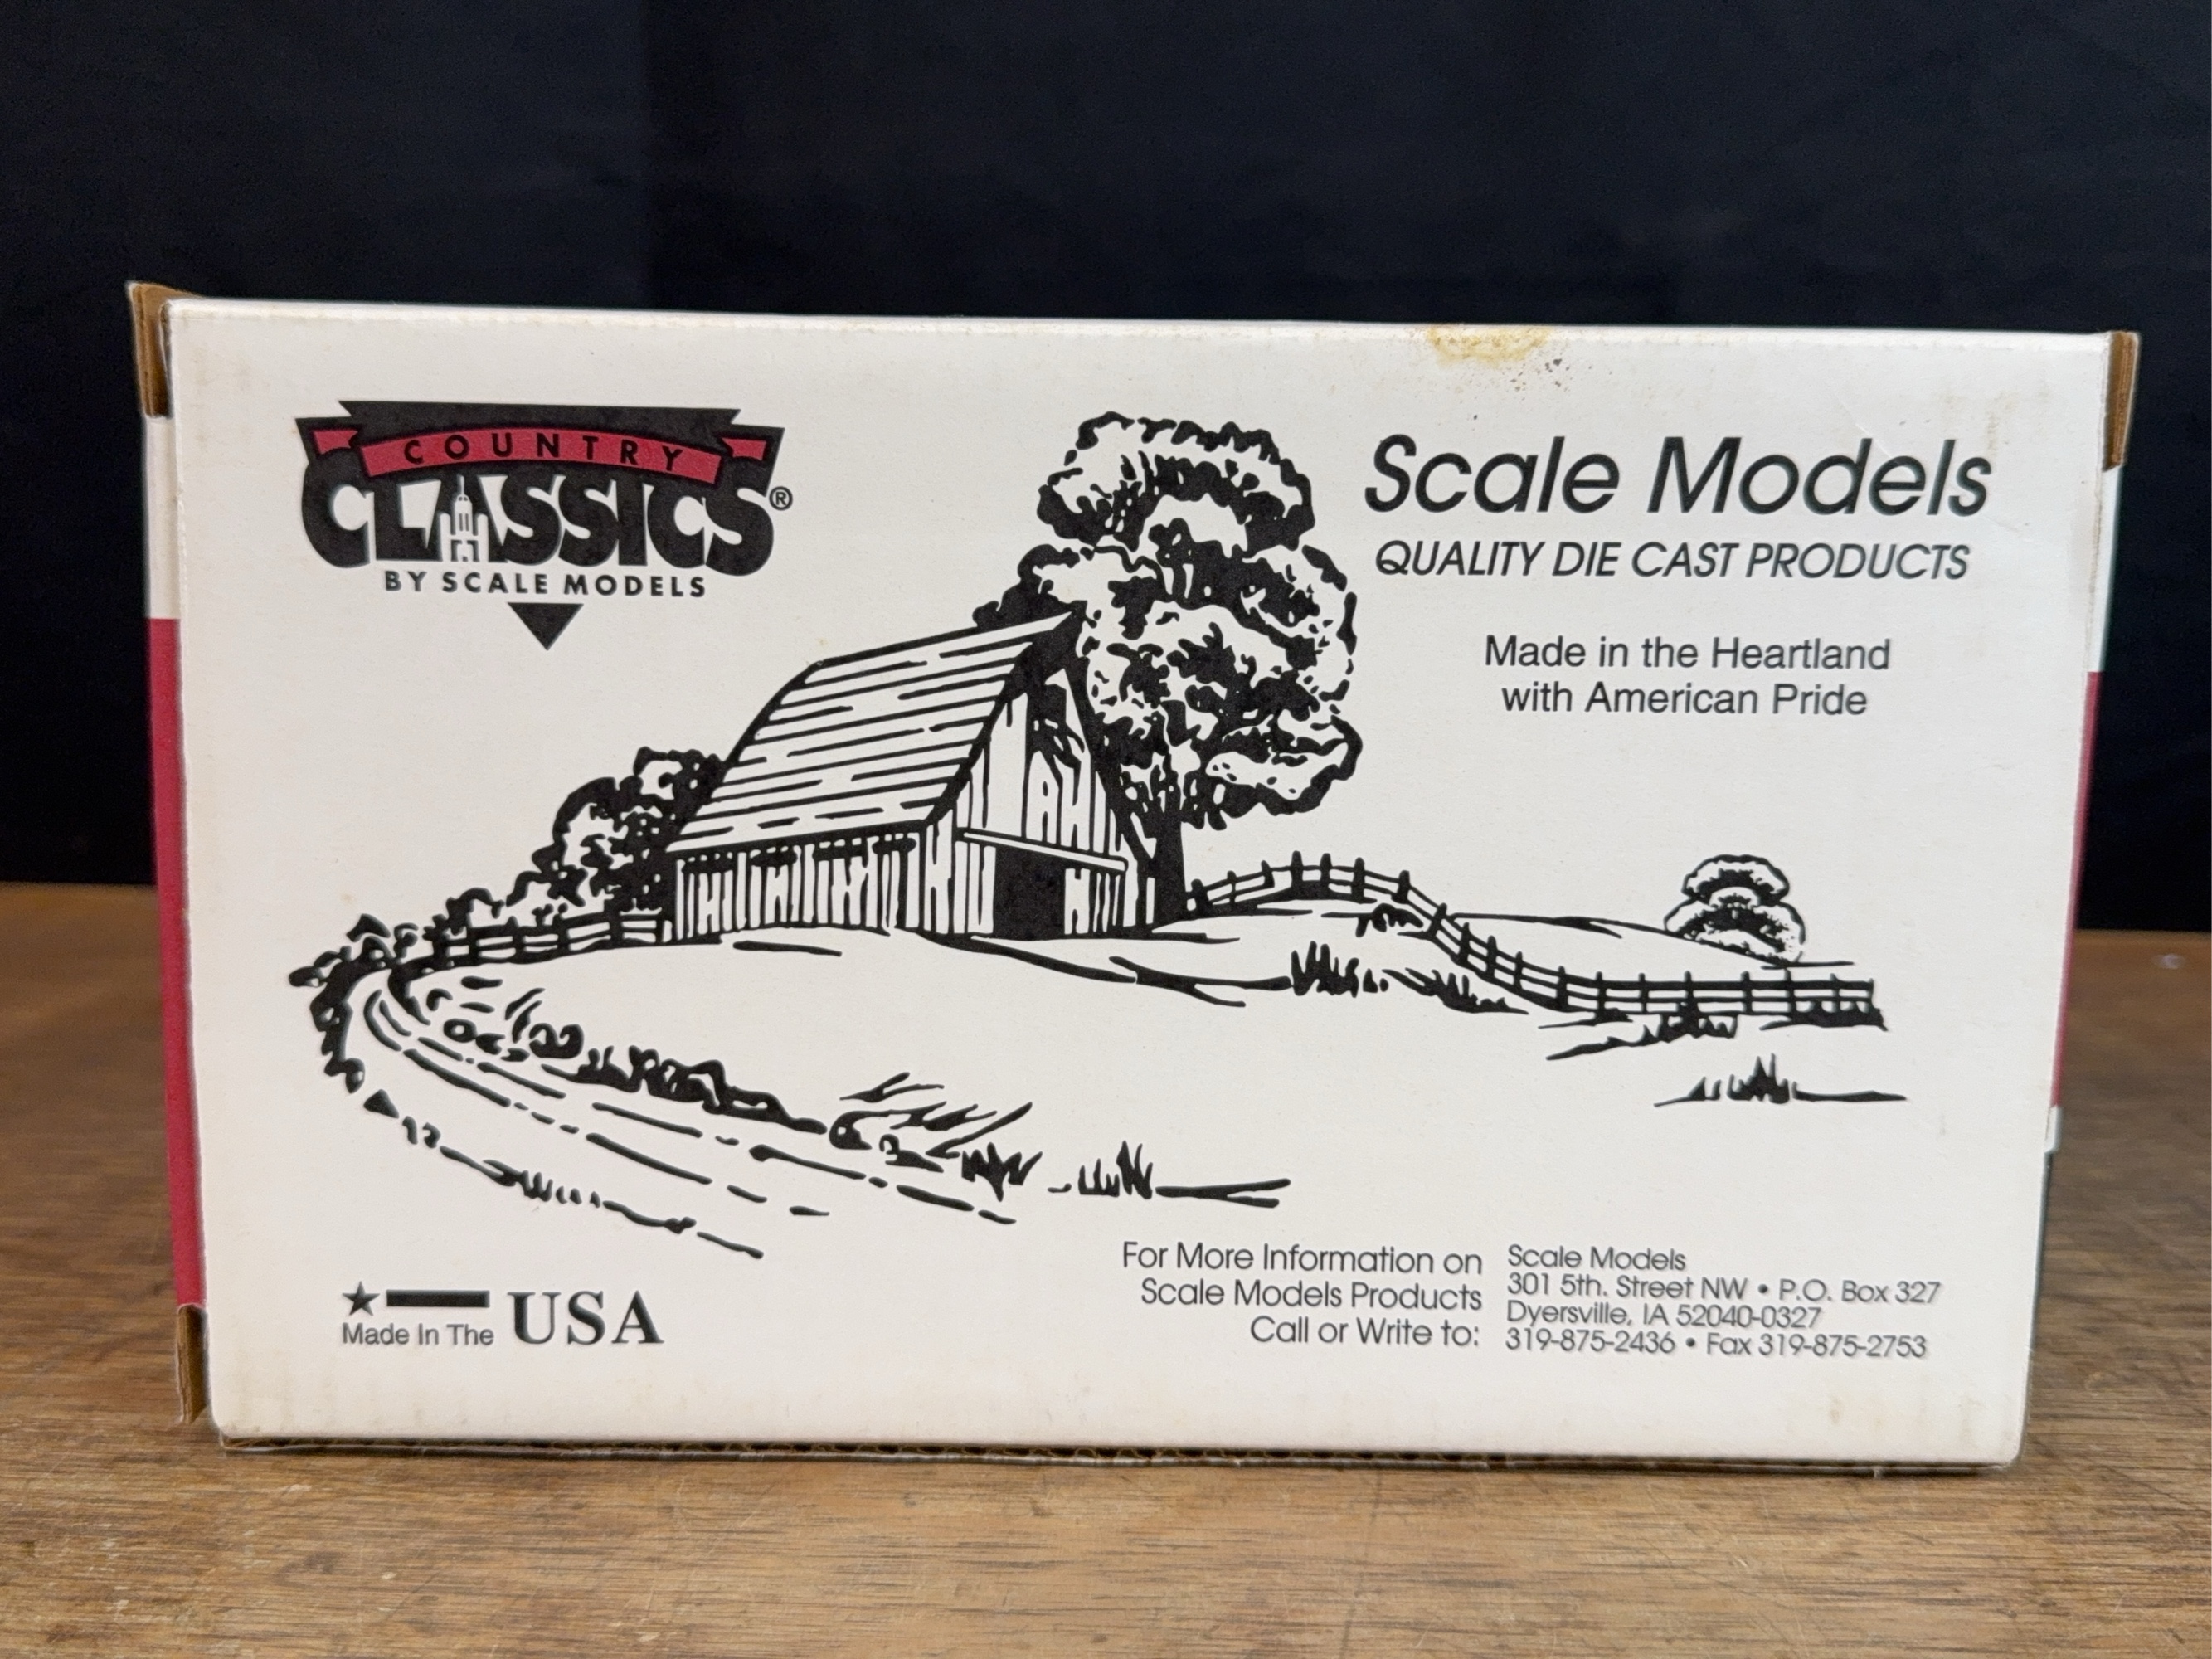 COUNTRY
CLASSICS®
BY SCALE MODELS
Scale Models
QUALITY DIE CAST PRODUCTS
Made in the Heartland
with American Pride
Made In The USA
For More Information on
Scale Models Products
Call or Write to:
Scale Models
301 5th. Street NW • P.O. Box 327
Dyersville, IA 52040-0327
319-875-2436 • Fax 319-875-2753